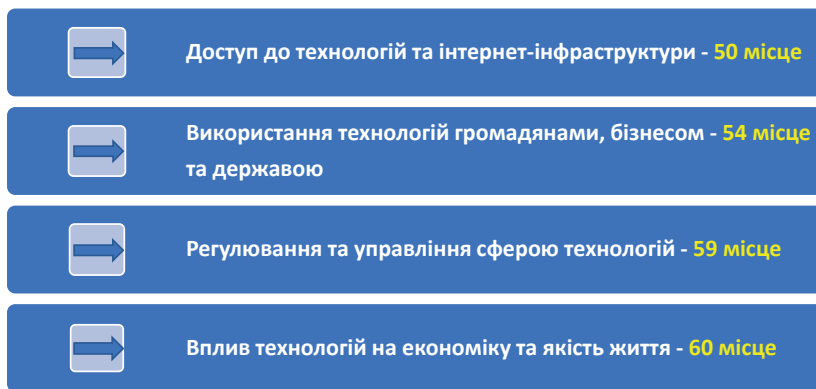 Доступ до технологій та інтернет-інфраструктури - 50 місце
Використання технологій громадянами, бізнесом - 54 місце
та державою
Регулювання та управління сферою технологій - 59 місце
Вплив технологій на економіку та якість життя - 60 місце